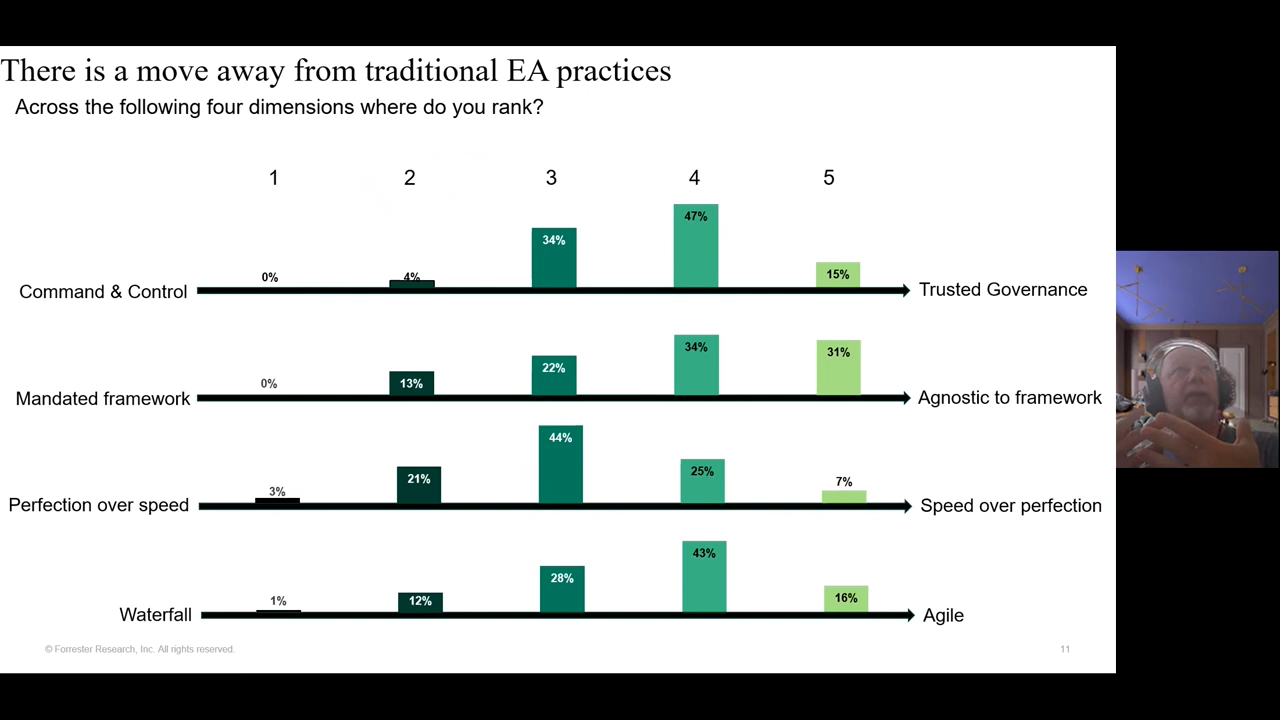 There is a move away from traditional EA practices
Across the following four dimensions where do you rank?
1 2 3 4 5
0% 4% 34% 47% 15%
Command & Control Trusted Governance
0% 13% 22% 34% 31%
Mandated framework Agnostic to framework
3% 21% 44% 25% 7%
Perfection over speed Speed over perfection
1% 12% 28% 43% 16%
Waterfall Agile
© Forrester Research, Inc. All rights reserved. 11